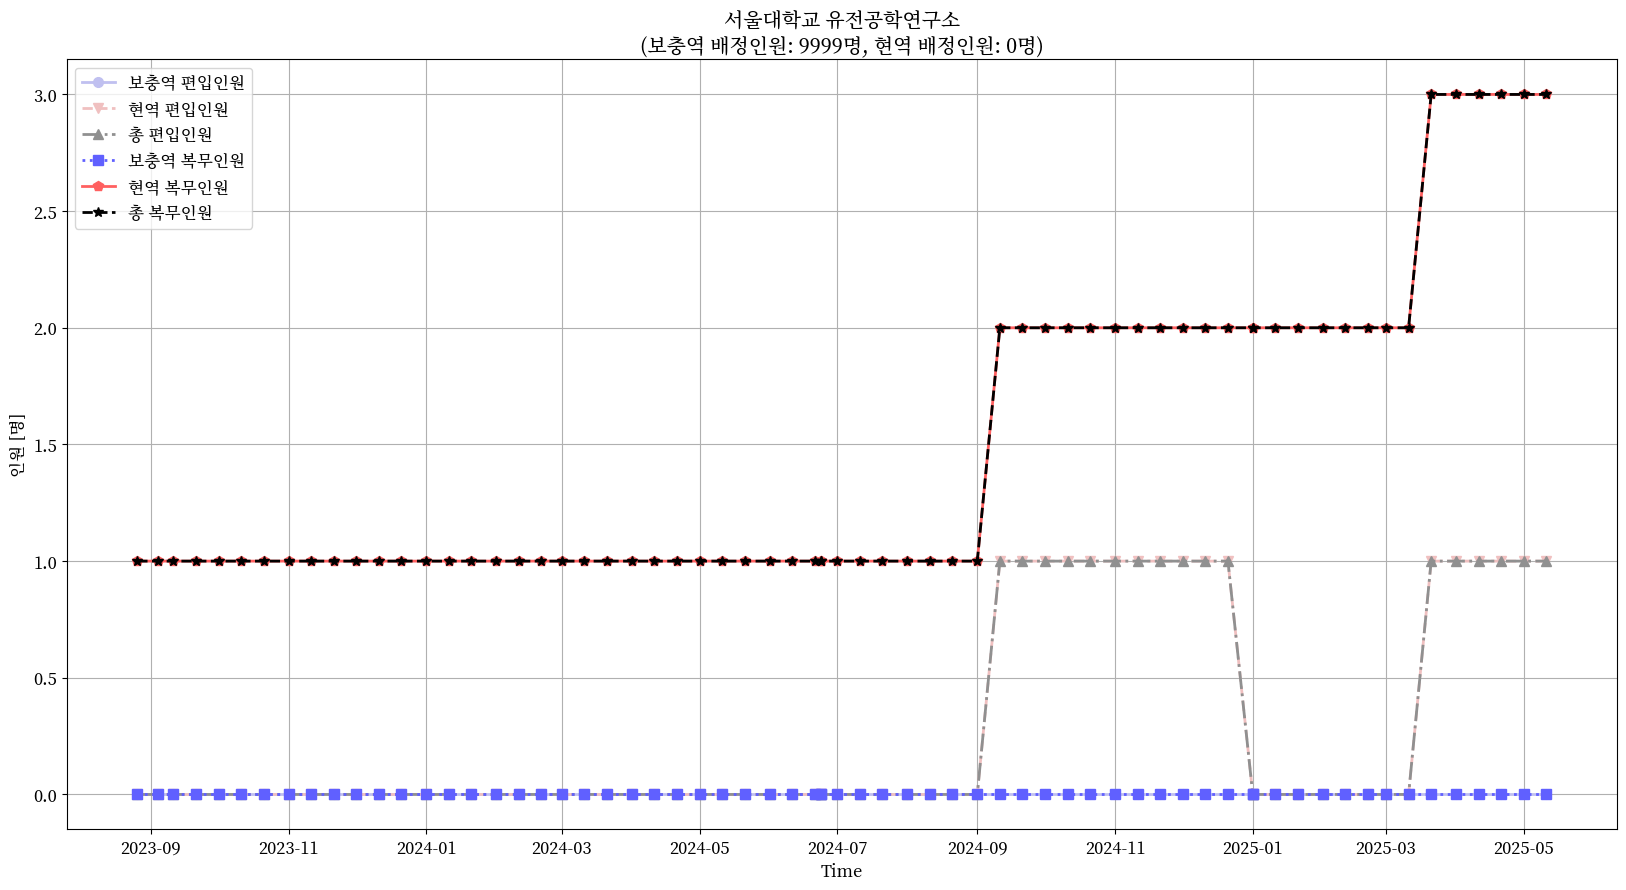 서울대학교 유전공학연구소
(보충역 배정인원: 9999명, 현역 배정인원: 0명)
보충역 편입인원
현역 편입인원
총 편입인원
보충역 복무인원
현역 복무인원
총 복무인원
인원 [명]
3.0
2.5
2.0
1.5
1.0
0.5
0.0
2023-09 2023-11 2024-01 2024-03 2024-05 2024-07 2024-09 2024-11 2025-01 2025-03 2025-05
Time